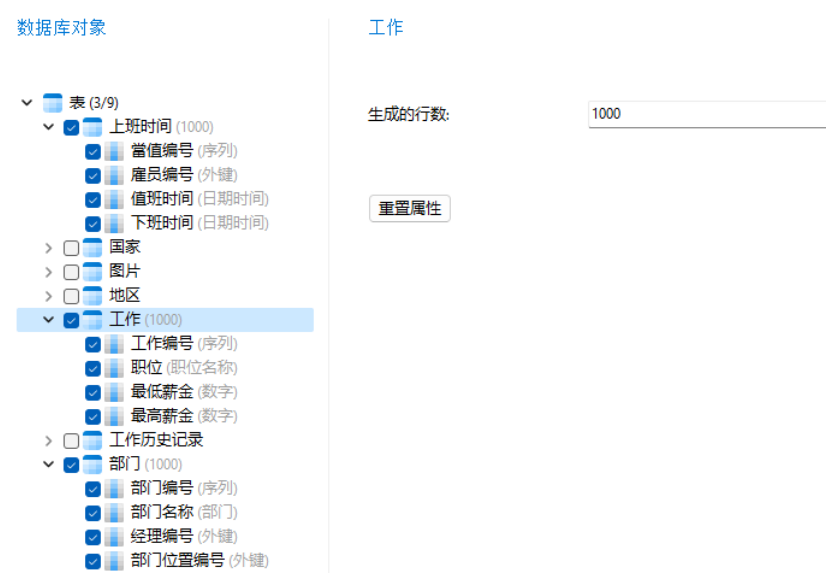 数据库对象
工作
表 (3/9)
上班时间 (1000)
生成的行数: 1000
當值编号 (序列)
雇员编号 (外键)
值班时间 (日期时间)
下班时间 (日期时间)
重置属性
国家
图片
地区
工作 (1000)
工作编号 (序列)
职位 (职位名称)
最低薪金 (数字)
最高薪金 (数字)
工作历史记录
部门 (1000)
部门编号 (序列)
部门名称 (部门)
经理编号 (外键)
部门位置编号 (外键)